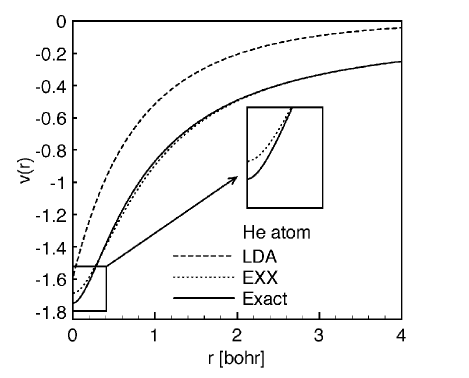 -0
-0.2
-0.4
-0.6
-0.8
-1
-1.2
-1.4
-1.6
-1.8
v(r)
He atom
LDA
EXX
Exact
0 1 2 3 4
r [bohr]